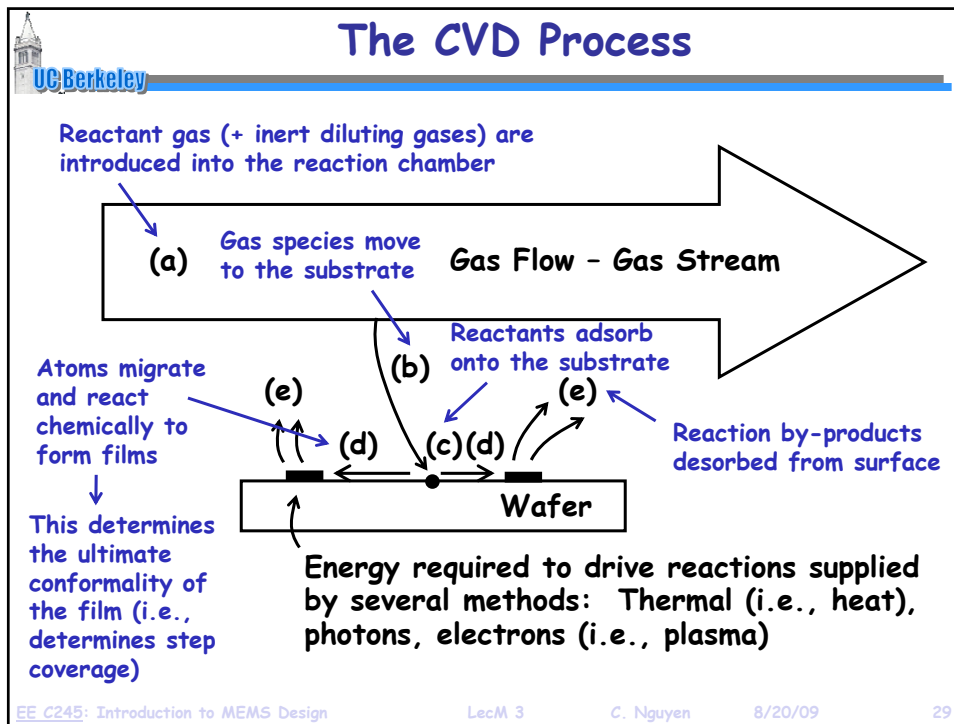 The CVD Process
UC Berkeley
Reactant gas (+ inert diluting gases) are
introduced into the reaction chamber
(a)
Gas species move
to the substrate
Gas Flow – Gas Stream
Reactants adsorb
onto the substrate
(b)
Atoms migrate
and react
chemically to
form films
(e)
(e)
(d)
(c)(d)
Reaction by-products
desorbed from surface
Wafer
This determines
the ultimate
conformality of
the film (i.e.,
determines step
coverage)
Energy required to drive reactions supplied
by several methods: Thermal (i.e., heat),
photons, electrons (i.e., plasma)
EE C245: Introduction to MEMS Design LecM 3 C. Nguyen 8/20/09 29